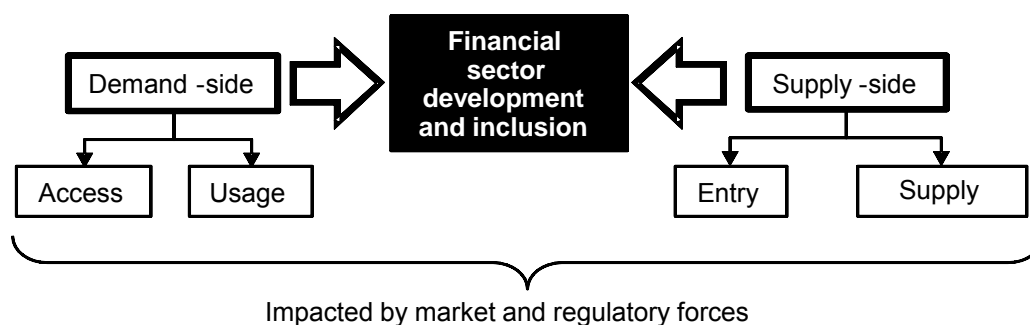 Financial
sector
development
and inclusion
Demand -side
Supply -side
Access
Usage
Entry
Supply
Impacted by market and regulatory forces